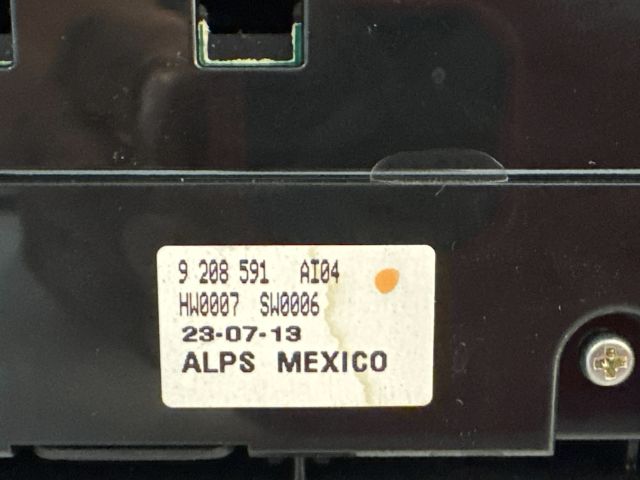 9 208 591 AI04
HW0007 SW0006
23-07-13
ALPS MEXICO